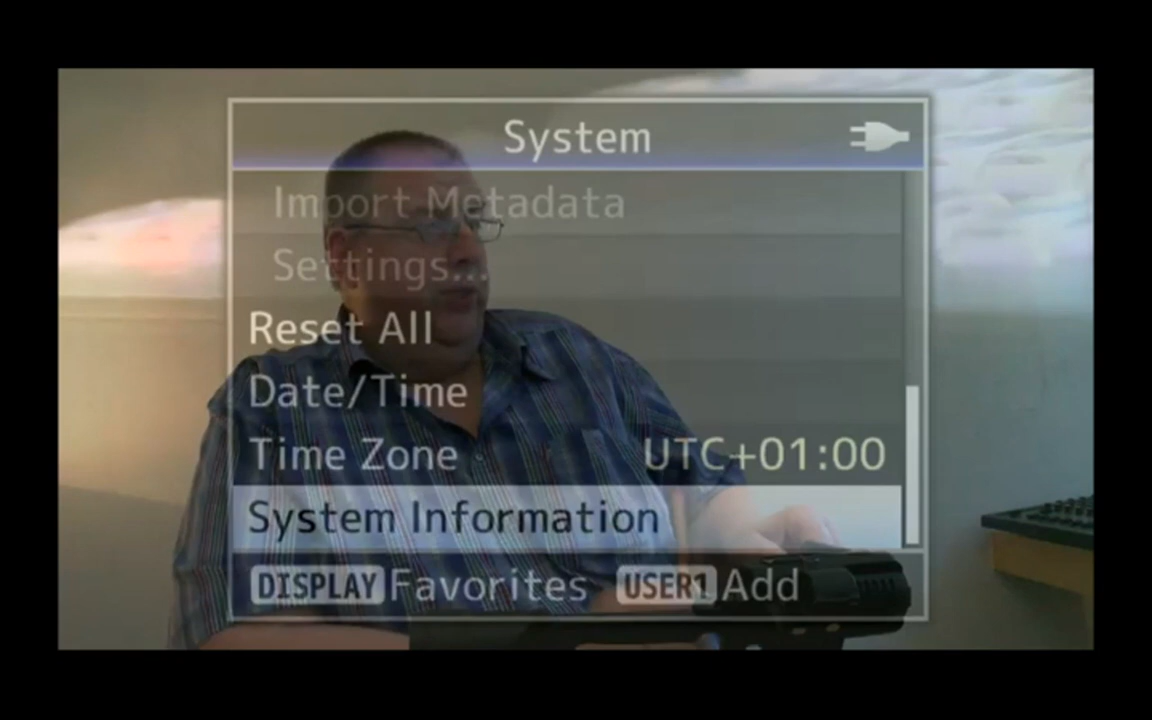 System
Import Metadata
Settings...
Reset All
Date/Time
Time Zone UTC+01:00
System Information
DISPLAY Favorites USER1 Add